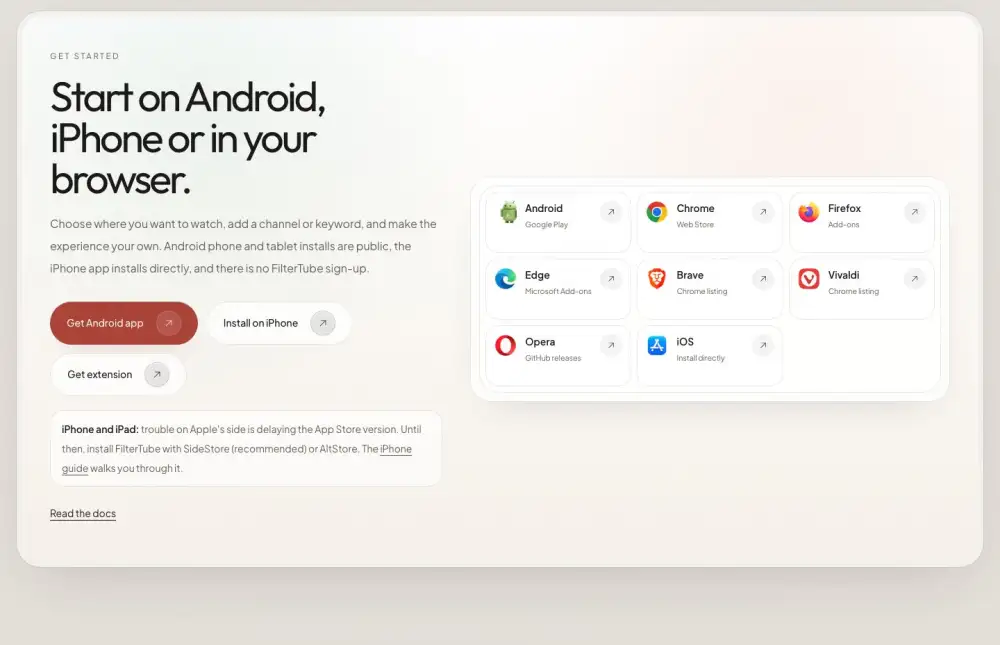 GET STARTED
Start on Android,
iPhone or in your
browser.
Choose where you want to watch, add a channel or keyword, and make the
experience your own. Android phone and tablet installs are public, the
iPhone app installs directly, and there is no FilterTube sign-up.
Get Android app
Install on iPhone
Get extension
iPhone and iPad: trouble on Apple's side is delaying the App Store version. Until
then, install FilterTube with SideStore (recommended) or AltStore. The iPhone
guide walks you through it.
Read the docs
Android
Google Play
Chrome
Web Store
Firefox
Add-ons
Edge
Microsoft Add-ons
Brave
Chrome listing
Vivaldi
Chrome listing
Opera
GitHub releases
iOS
Install directly